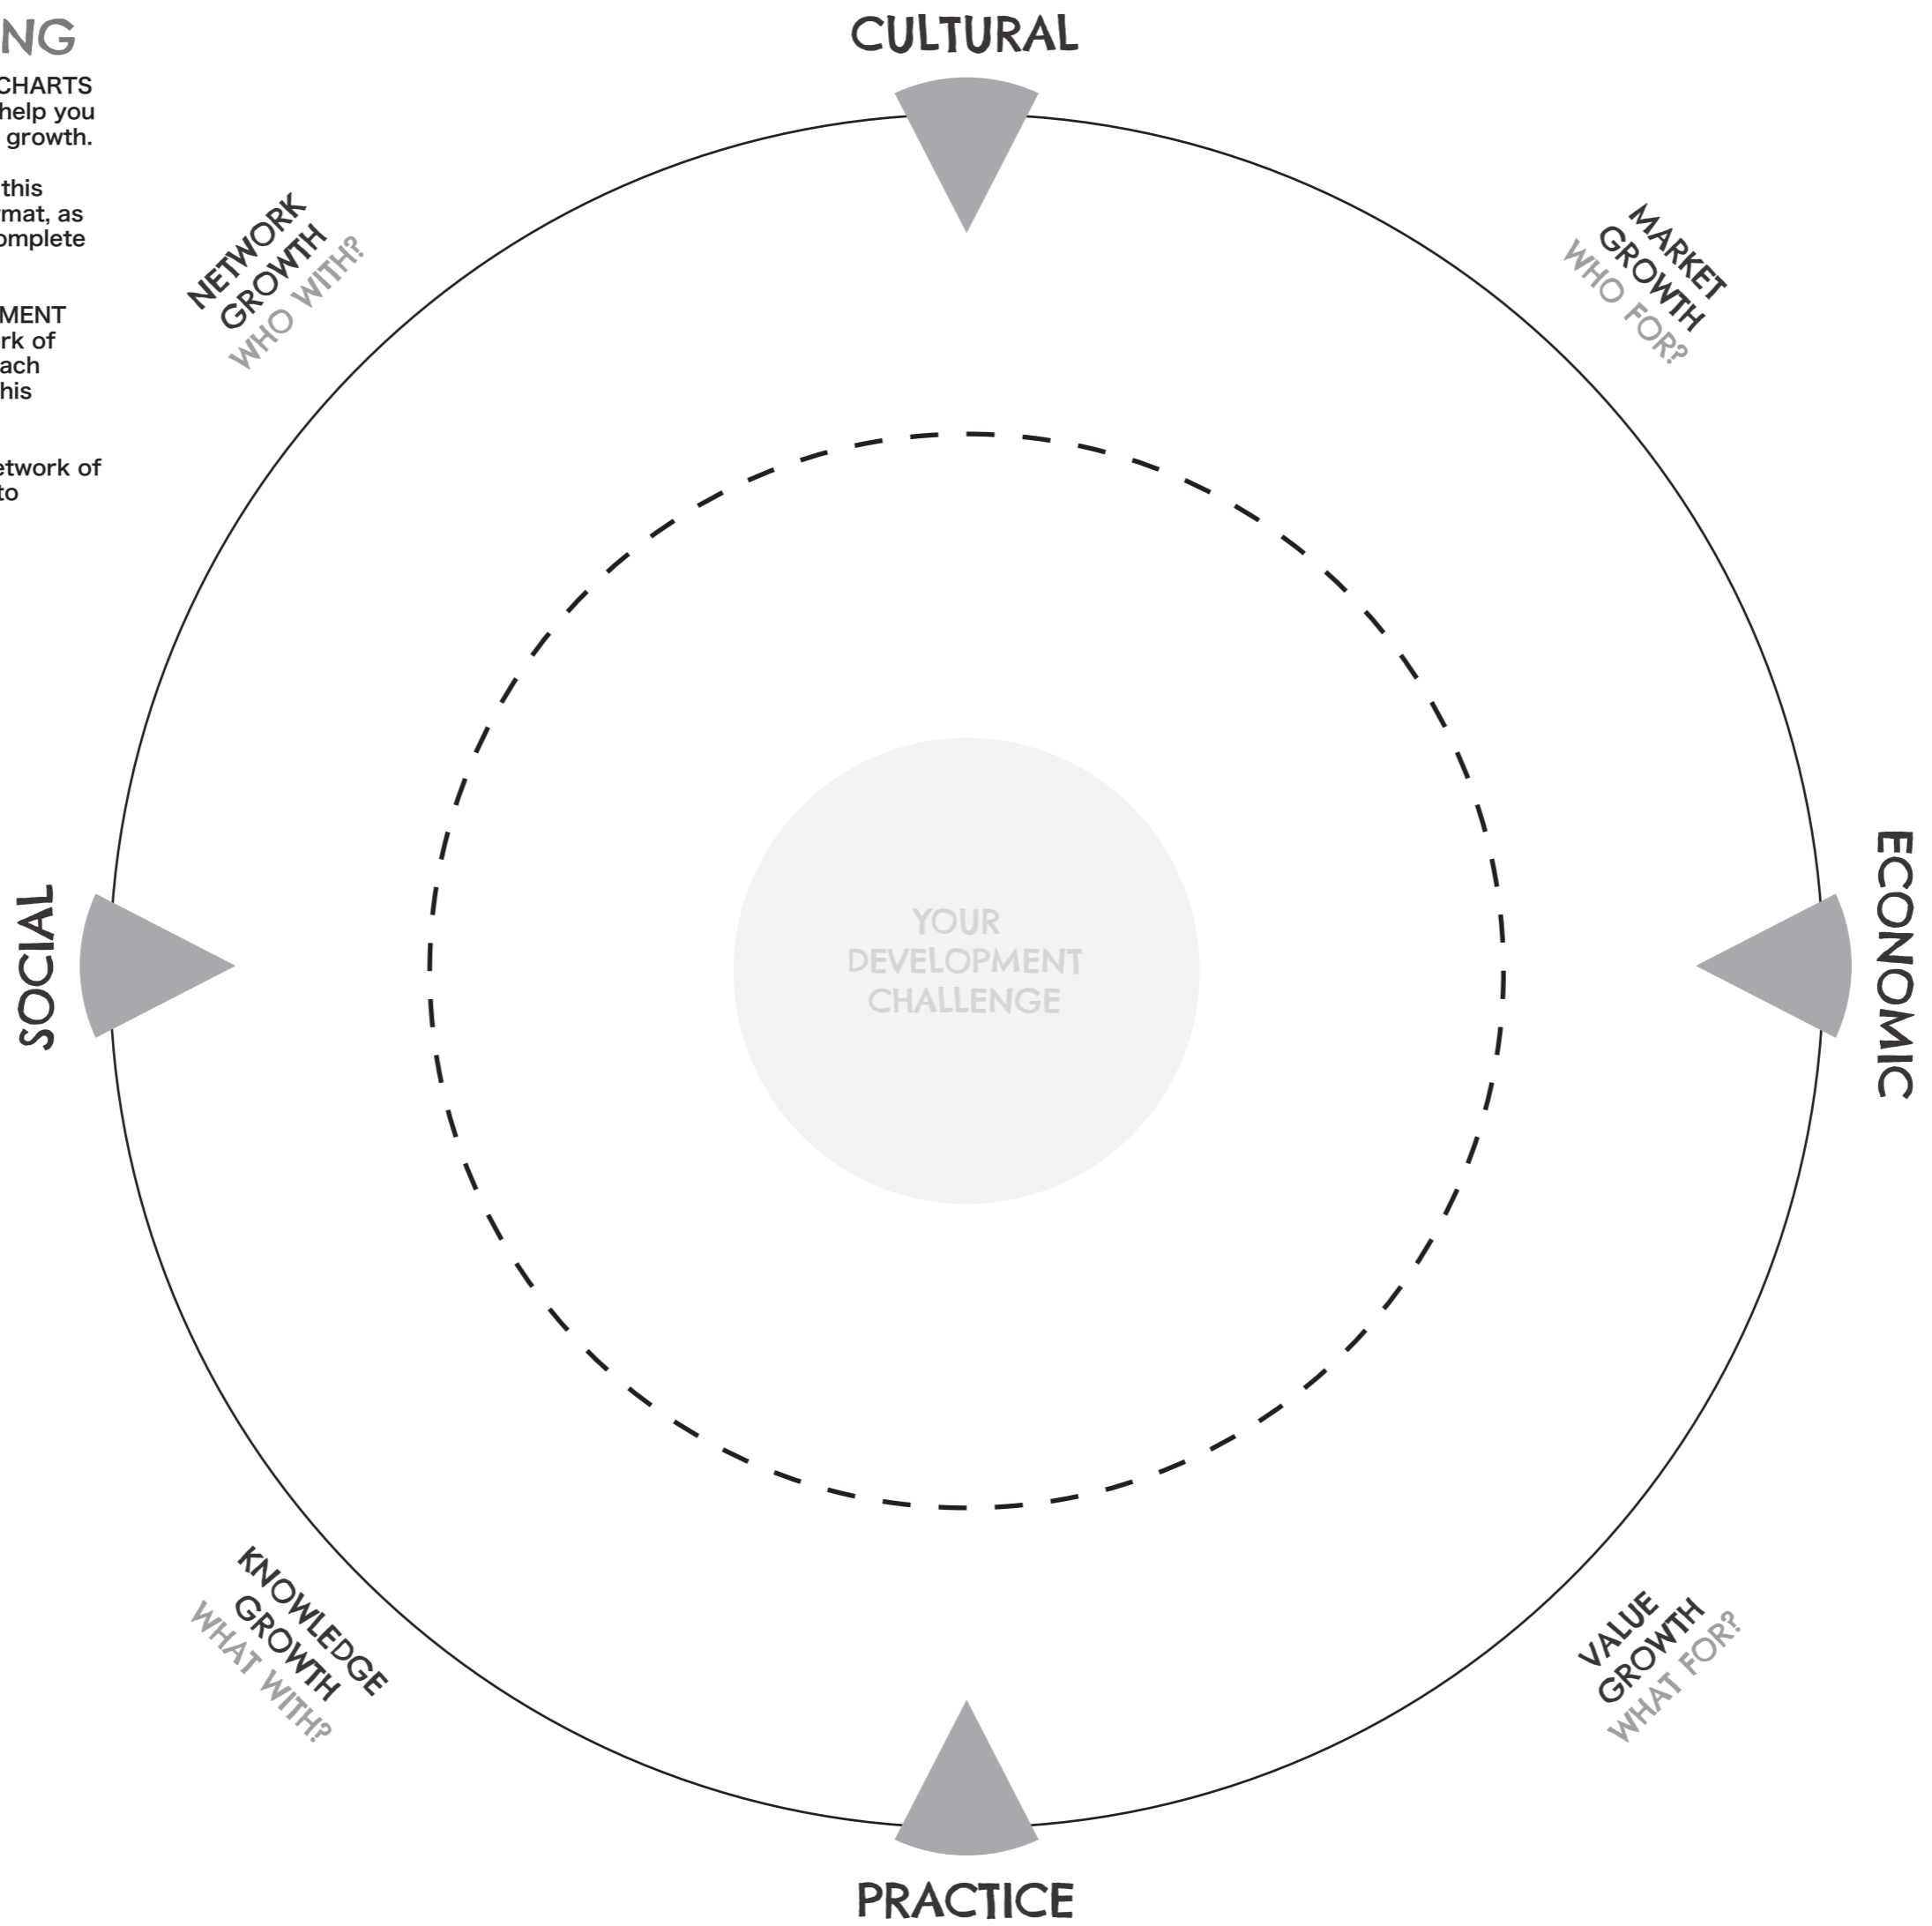 NG
CHARTS
help you
growth.
this
rmat, as
omplete
MENT
rk of
ach
his
etwork of
to
CULTURAL
NETWORK
GROWTH
WHO WITH?
MARKET
GROWTH
WHO FOR?
SOCIAL
YOUR
DEVELOPMENT
CHALLENGE
ECONOMIC
KNOWLEDGE
GROWTH
WHAT WITH?
VALUE
GROWTH
WHAT FOR?
PRACTICE